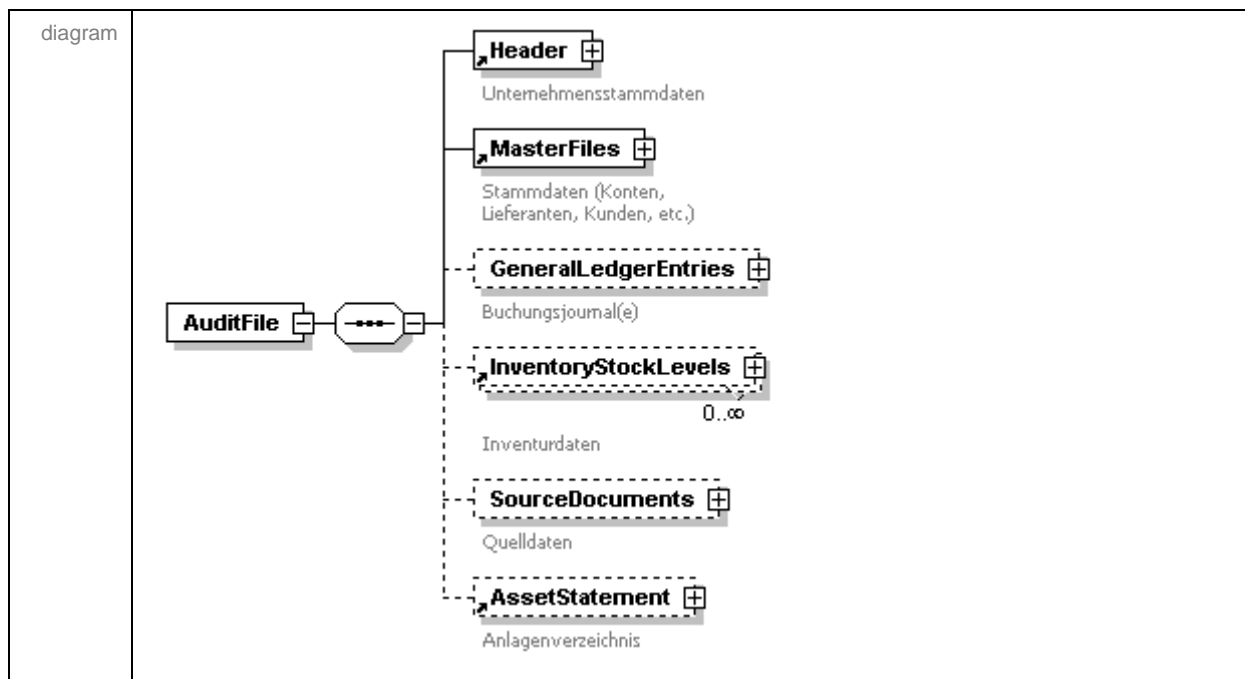 diagram
Header
Unternehmensstammdaten
MasterFiles
Stammdaten (Konten,
Lieferanten, Kunden, etc.)
GeneralLedgerEntries
Buchungsjournal(e)
AuditFile
InventoryStockLevels
0..∞
Inventurdaten
SourceDocuments
Quelldaten
AssetStatement
Anlagenverzeichnis